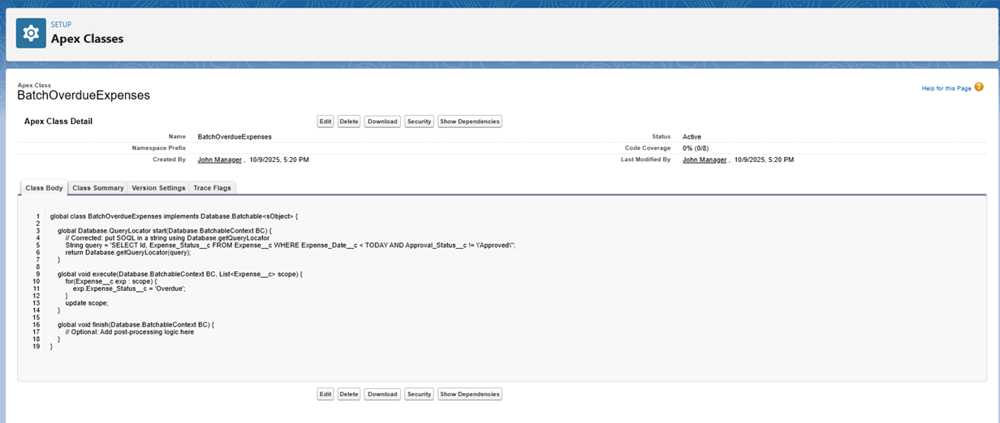 SETUP
Apex Classes
Apex Class
BatchOverdueExpenses
Help for this Page ?
Apex Class Detail
Edit Delete Download Security Show Dependencies
Name BatchOverdueExpenses Status Active
Namespace Prefix Code Coverage 0% (0/8)
Created By John Manager , 10/9/2025, 5:20 PM Last Modified By John Manager , 10/9/2025, 5:20 PM
Class Body Class Summary Version Settings Trace Flags
1 global class BatchOverdueExpenses implements Database.Batchable<sObject> {
2
3 global Database.QueryLocator start(Database.BatchableContext BC) {
4 // Corrected: put SOQL in a string using Database.getQueryLocator
5 String query = 'SELECT Id, Expense_Status__c FROM Expense__c WHERE Expense_Date__c < TODAY AND Approval_Status__c != \'Approved\'';
6 return Database.getQueryLocator(query);
7 }
8
9 global void execute(Database.BatchableContext BC, List<Expense__c> scope) {
10 for(Expense__c exp : scope) {
11 exp.Expense_Status__c = 'Overdue';
12 }
13 update scope;
14 }
15
16 global void finish(Database.BatchableContext BC) {
17 // Optional: Add post-processing logic here
18 }
19 }
Edit Delete Download Security Show Dependencies